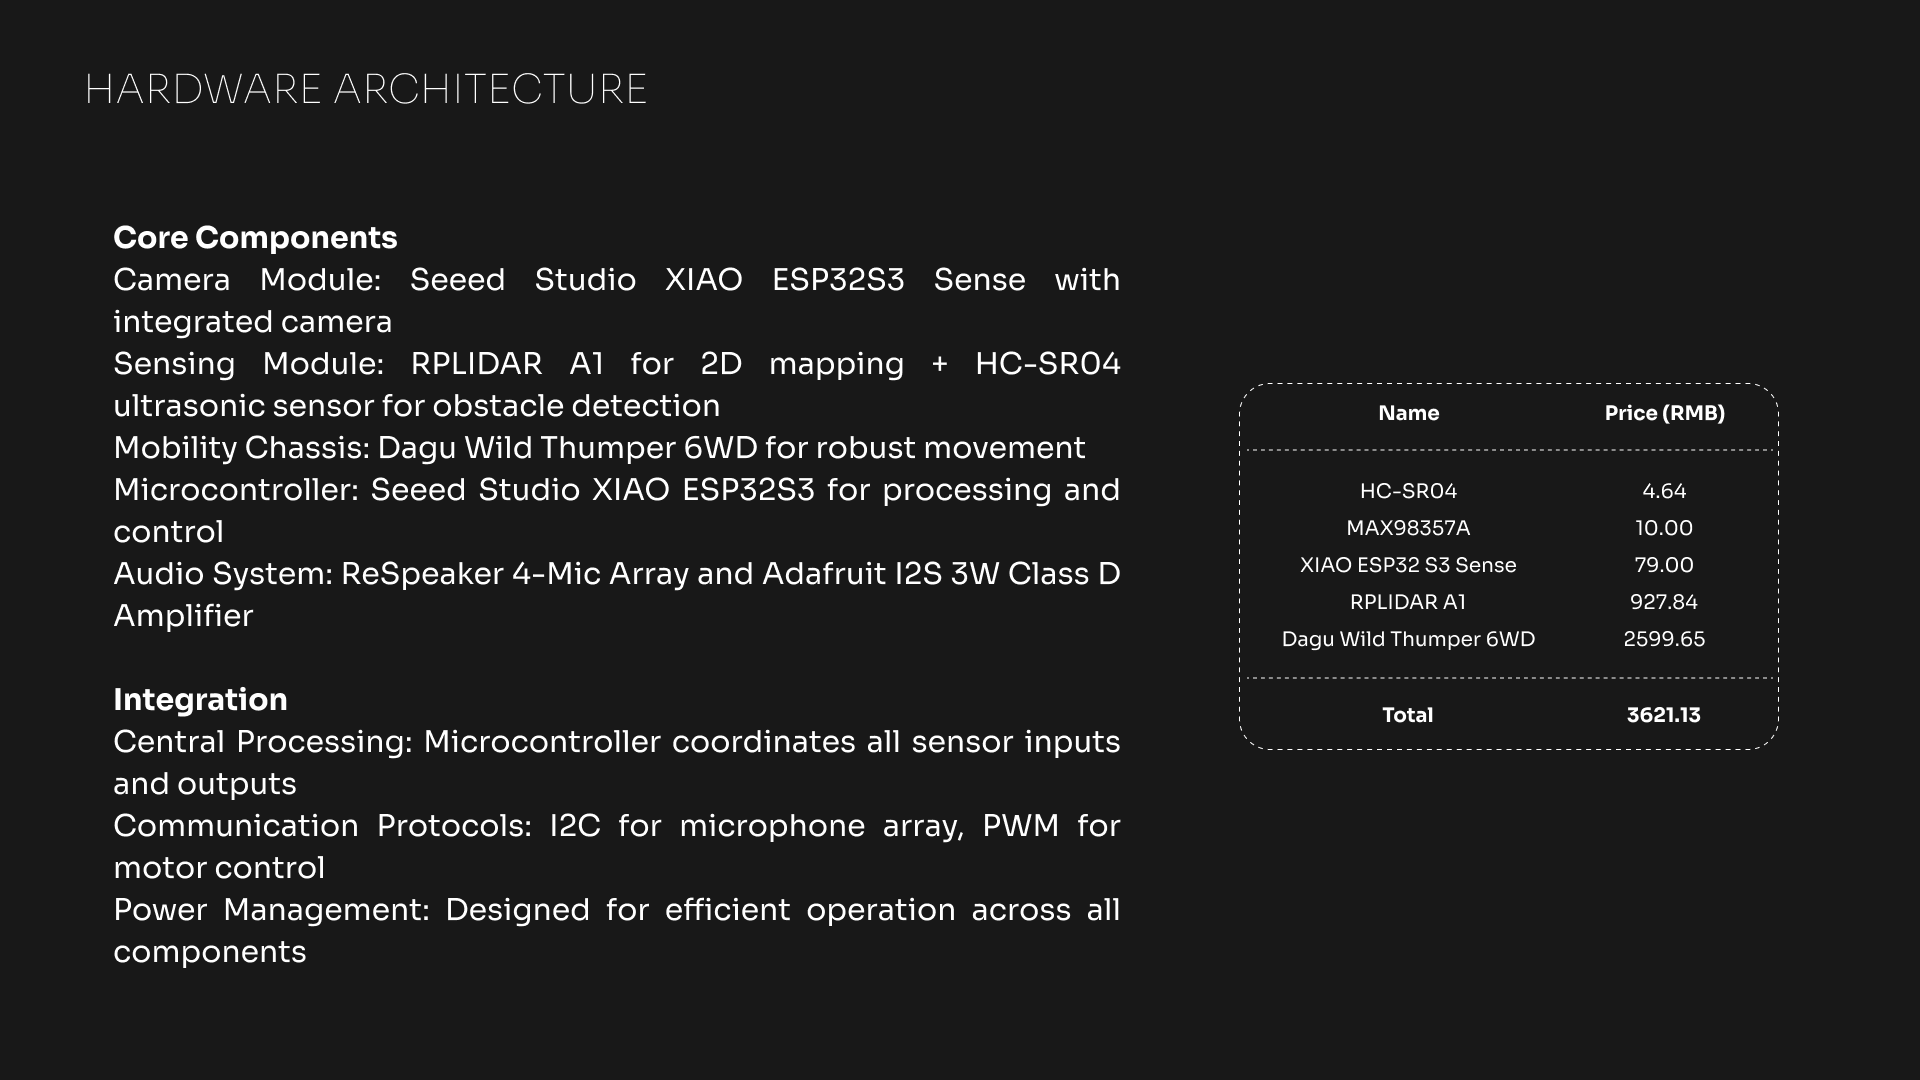 HARDWARE ARCHITECTURE
Core Components
Camera Module: Seeed Studio XIAO ESP32S3 Sense with
integrated camera
Sensing Module: RPLIDAR A1 for 2D mapping + HC-SR04
ultrasonic sensor for obstacle detection
Mobility Chassis: Dagu Wild Thumper 6WD for robust movement
Microcontroller: Seeed Studio XIAO ESP32S3 for processing and
control
Audio System: ReSpeaker 4-Mic Array and Adafruit I2S 3W Class D
Amplifier
Integration
Central Processing: Microcontroller coordinates all sensor inputs
and outputs
Communication Protocols: I2C for microphone array, PWM for
motor control
Power Management: Designed for efficient operation across all
components
Name Price (RMB)
HC-SR04 4.64
MAX98357A 10.00
XIAO ESP32 S3 Sense 79.00
RPLIDAR A1 927.84
Dagu Wild Thumper 6WD 2599.65
Total 3621.13